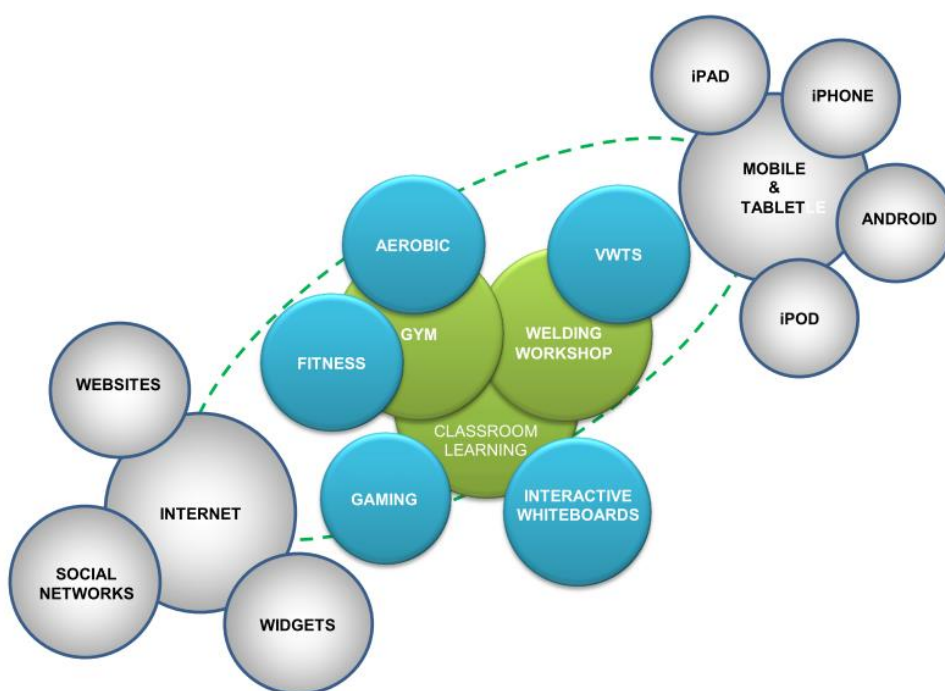 iPAD
iPHONE
MOBILE
&
TABLETLE
ANDROID
iPOD
AEROBIC
VWTS
GYM
WELDING
WORKSHOP
FITNESS
CLASSROOM
LEARNING
GAMING
INTERACTIVE
WHITEBOARDS
WEBSITES
INTERNET
SOCIAL
NETWORKS
WIDGETS